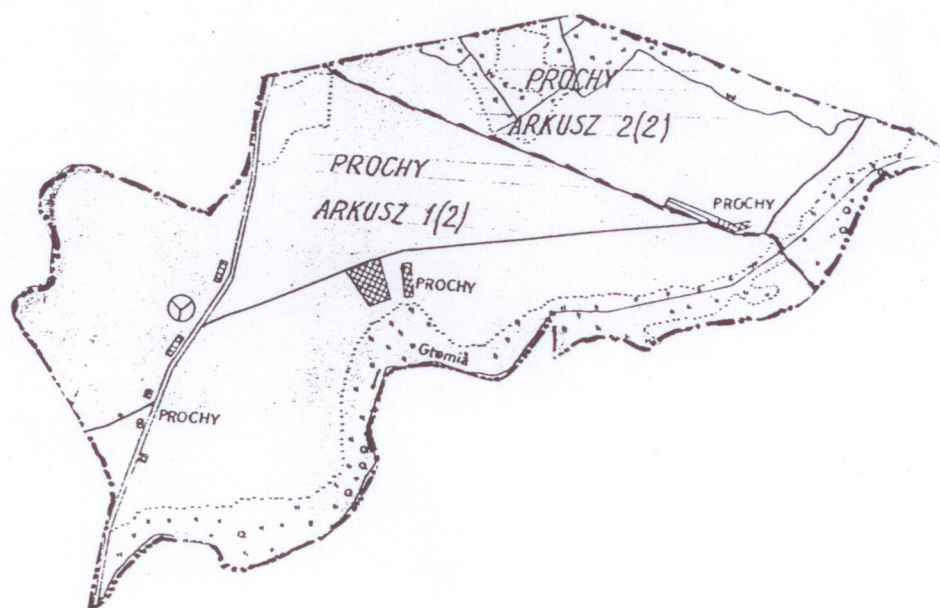 PROCHY
ARKUSZ 2(2)
PROCHY
ARKUSZ 1(2)
PROCHY
PROCHY
Głomia
PROCHY